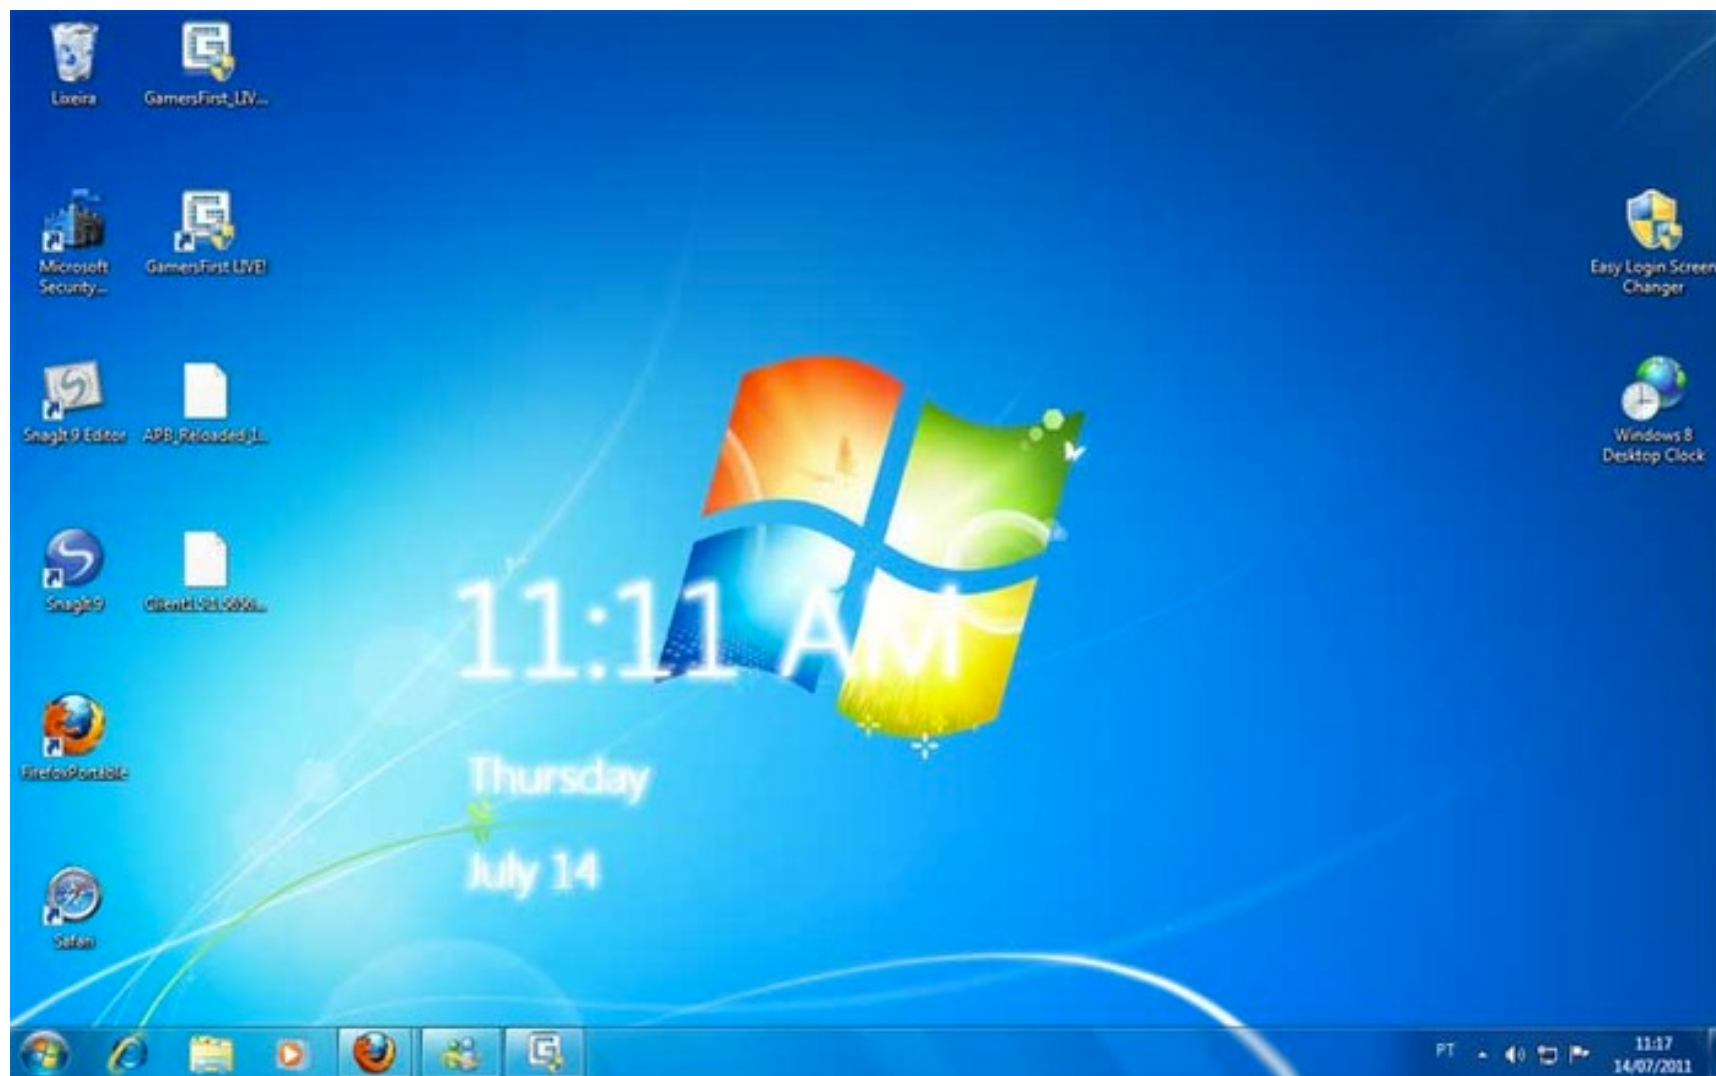 Lixeira
GamersFirst_LIV...
Microsoft
Security...
GamersFirst LIVE!
SnagIt 9 Editor
APB_Reloaded_1...
SnagIt 9
FirefoxPortable
Safari
Easy Login Screen
Changer
Windows 8
Desktop Clock
11:11 AM
Thursday
July 14
PT
11:17
14/07/2011